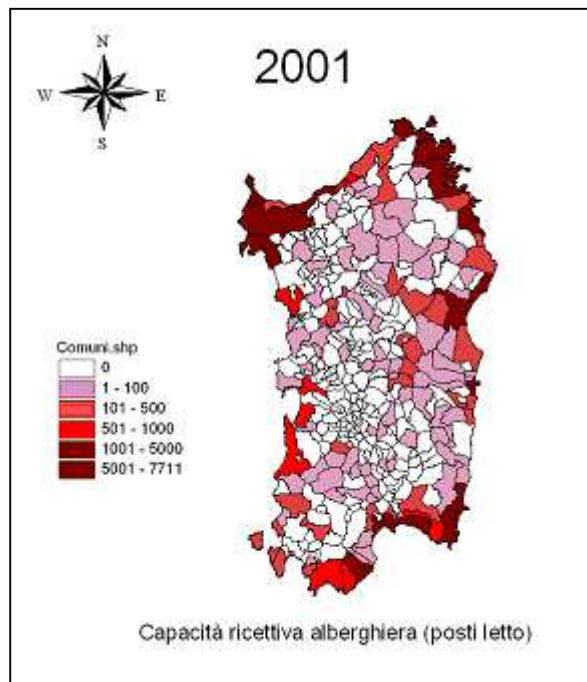 2001
N
W E
S
Comuni.shp
0
1 - 100
101 - 500
501 - 1000
1001 - 5000
5001 - 7711
Capacità ricettiva alberghiera (posti letto)